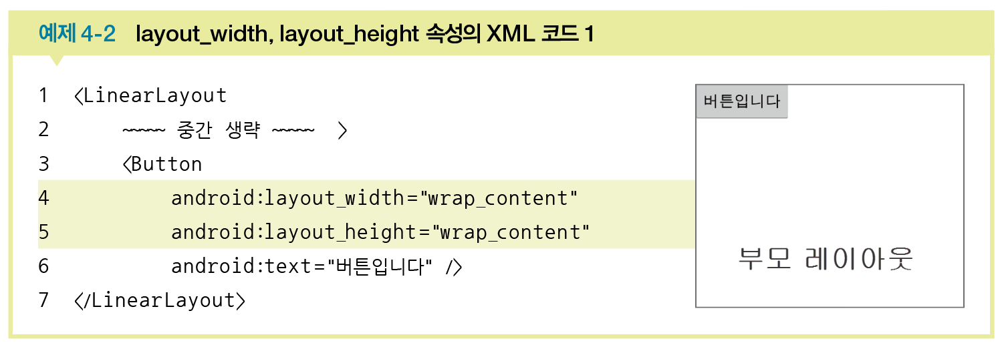 예제 4-2 layout_width, layout_height 속성의 XML 코드 1
1 <LinearLayout
2 ~~~~~ 중간 생략 ~~~~~ >
3 <Button
4 android:layout_width="wrap_content"
5 android:layout_height="wrap_content"
6 android:text="버튼입니다" />
7 </LinearLayout>
버튼입니다
부모 레이아웃